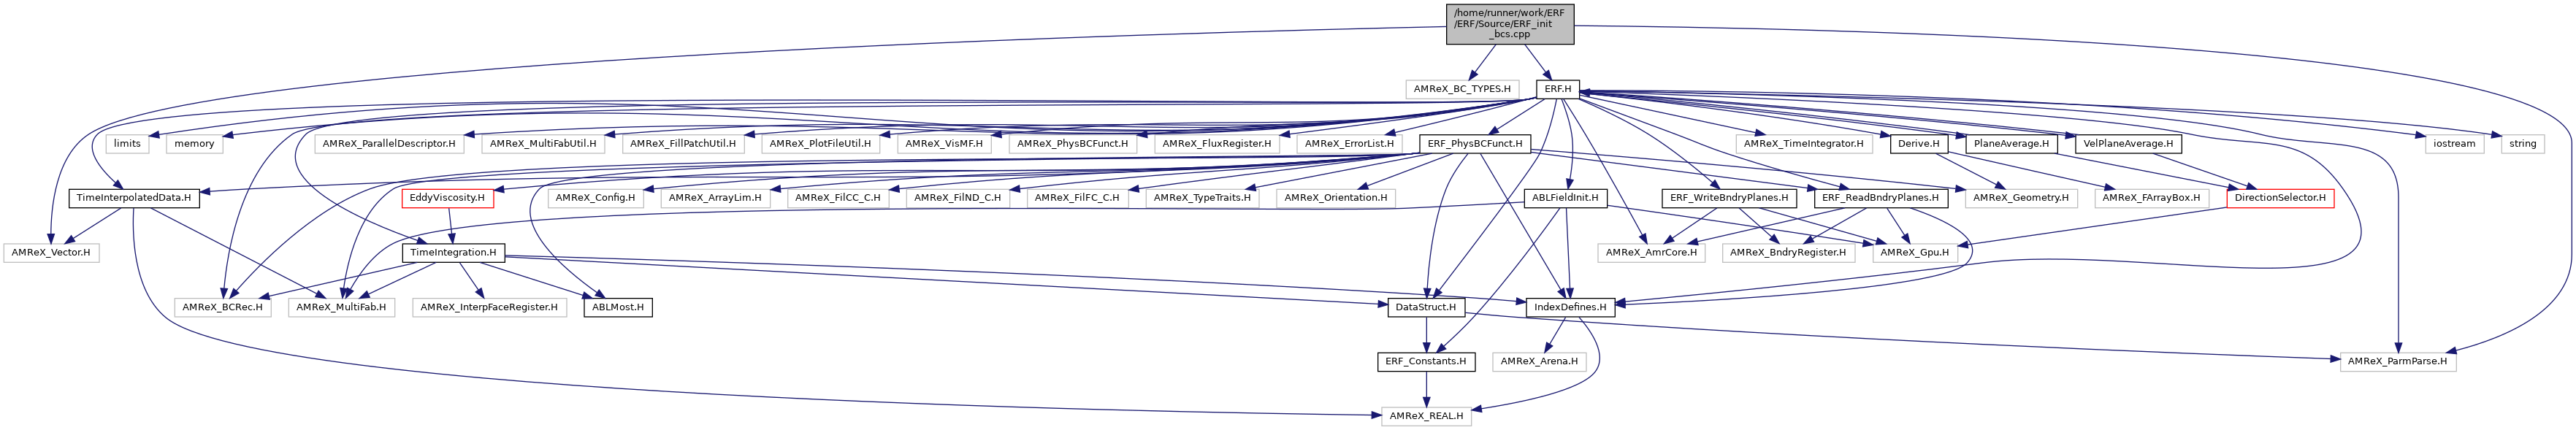 /home/runner/work/ERF
/ERF/Source/ERF_init
_bcs.cpp
AMReX_BC_TYPES.H
ERF.H
limits
memory
AMReX_ParallelDescriptor.H
AMReX_MultiFabUtil.H
AMReX_FillPatchUtil.H
AMReX_PlotFileUtil.H
AMReX_VisMF.H
AMReX_PhysBCFunct.H
AMReX_FluxRegister.H
AMReX_ErrorList.H
ERF_PhysBCFunct.H
AMReX_TimeIntegrator.H
Derive.H
PlaneAverage.H
VelPlaneAverage.H
iostream
string
TimeInterpolatedData.H
EddyViscosity.H
AMReX_Config.H
AMReX_ArrayLim.H
AMReX_FilCC_C.H
AMReX_FilND_C.H
AMReX_FilFC_C.H
AMReX_TypeTraits.H
AMReX_Orientation.H
ABLFieldInit.H
ERF_WriteBndryPlanes.H
ERF_ReadBndryPlanes.H
AMReX_Geometry.H
AMReX_FArrayBox.H
DirectionSelector.H
AMReX_Vector.H
TimeIntegration.H
AMReX_AmrCore.H
AMReX_BndryRegister.H
AMReX_Gpu.H
AMReX_BCRec.H
AMReX_MultiFab.H
AMReX_InterpFaceRegister.H
ABLMost.H
DataStruct.H
IndexDefines.H
ERF_Constants.H
AMReX_Arena.H
AMReX_ParmParse.H
AMReX_REAL.H